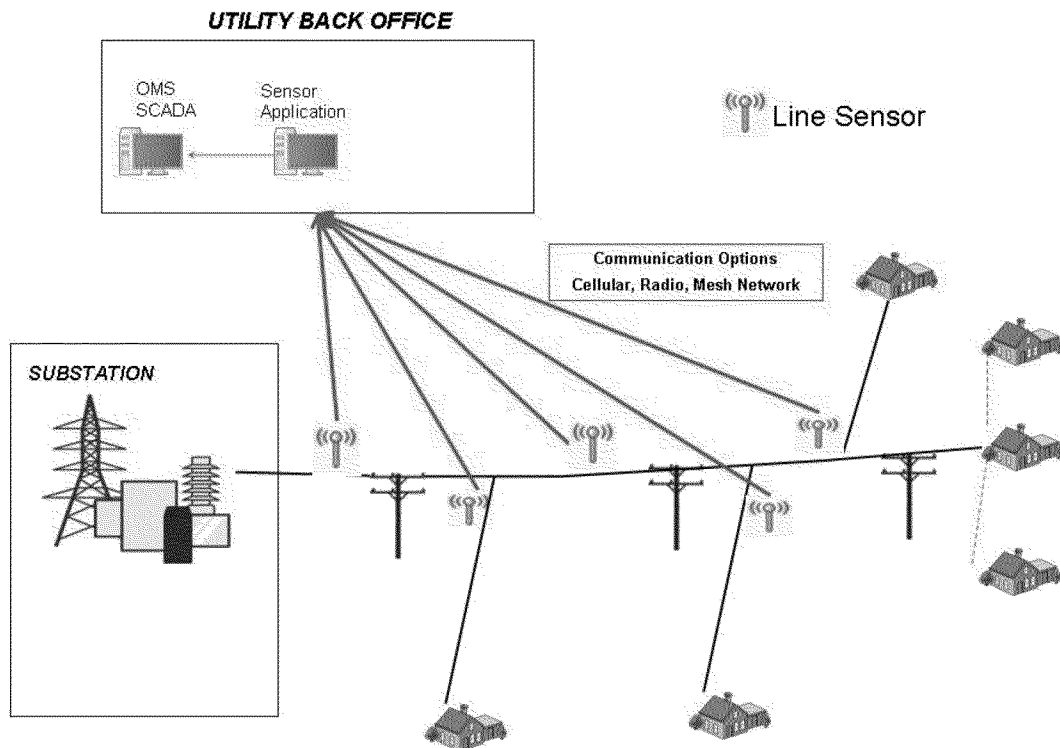 UTILITY BACK OFFICE
OMS
SCADA
Sensor
Application
Line Sensor
Communication Options
Cellular, Radio, Mesh Network
SUBSTATION